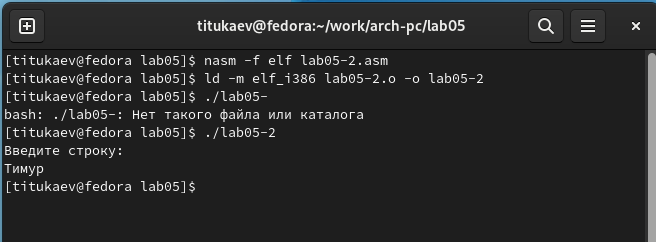 titukaev@fedora:~/work/arch-pc/lab05
[titukaev@fedora lab05]$ nasm -f elf lab05-2.asm
[titukaev@fedora lab05]$ ld -m elf_i386 lab05-2.o -o lab05-2
[titukaev@fedora lab05]$ ./lab05-
bash: ./lab05-: Нет такого файла или каталога
[titukaev@fedora lab05]$ ./lab05-2
Введите строку:
Тимур
[titukaev@fedora lab05]$